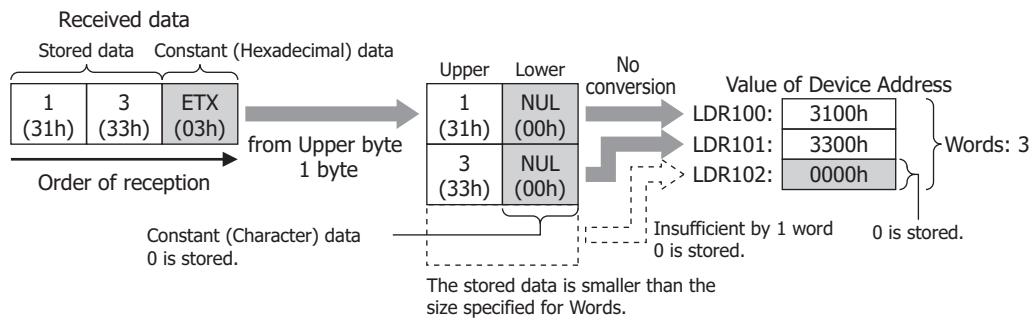 Received data
Stored data Constant (Hexadecimal) data
1 3 ETX
(31h) (33h) (03h)
Order of reception
from Upper byte
1 byte
Upper Lower
1 NUL
(31h) (00h)
3 NUL
(33h) (00h)
Constant (Character) data
0 is stored.
The stored data is smaller than the
size specified for Words.
No
conversion
Insufficient by 1 word
0 is stored.
Value of Device Address
LDR100: 3100h
LDR101: 3300h
LDR102: 0000h
Words: 3
0 is stored.